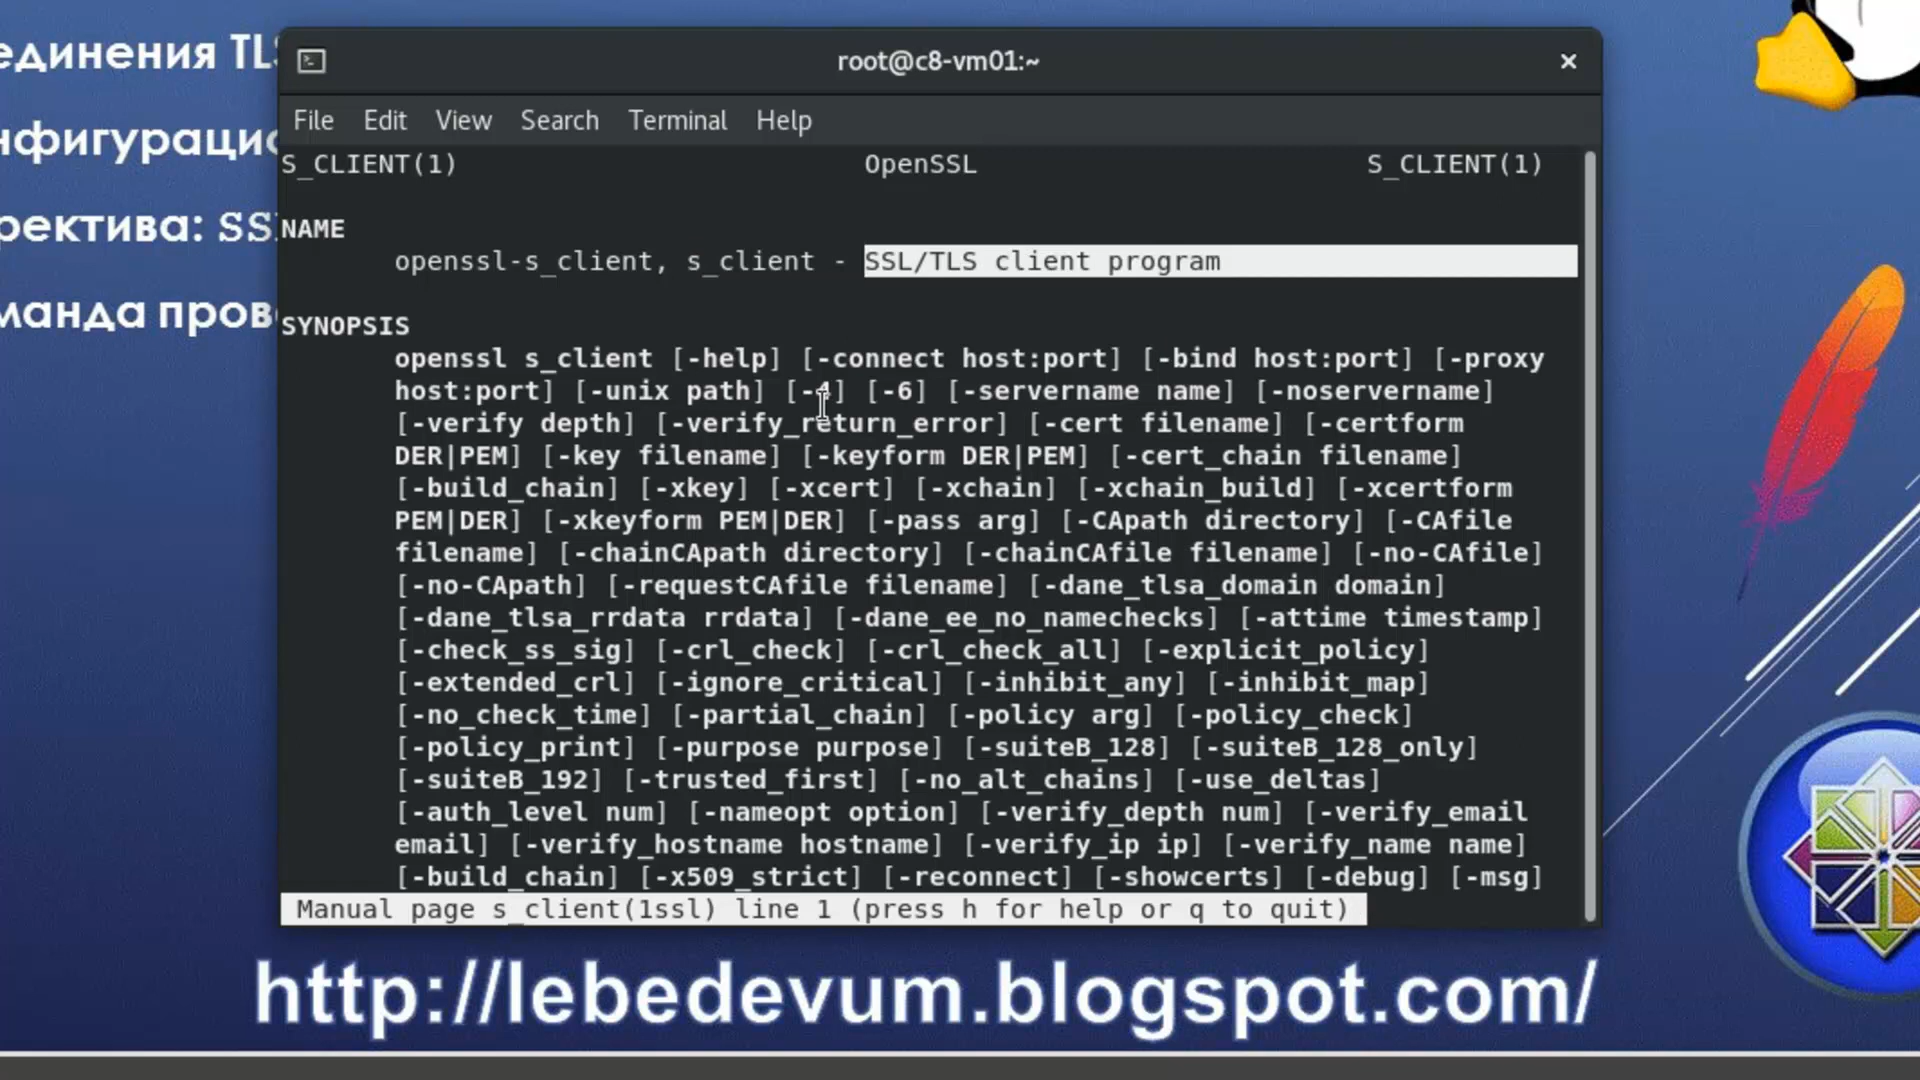 единения TLS
нфигурацио
ректива: SSL
манда пров
root@c8-vm01:~
File Edit View Search Terminal Help
S_CLIENT(1) OpenSSL S_CLIENT(1)
NAME
openssl-s_client, s_client - SSL/TLS client program
SYNOPSIS
openssl s_client [-help] [-connect host:port] [-bind host:port] [-proxy
host:port] [-unix path] [-4] [-6] [-servername name] [-noservername]
[-verify depth] [-verify_return_error] [-cert filename] [-certform
DER|PEM] [-key filename] [-keyform DER|PEM] [-cert_chain filename]
[-build_chain] [-xkey] [-xcert] [-xchain] [-xchain_build] [-xcertform
PEM|DER] [-xkeyform PEM|DER] [-pass arg] [-CApath directory] [-CAfile
filename] [-chainCApath directory] [-chainCAfile filename] [-no-CAfile]
[-no-CApath] [-requestCAfile filename] [-dane_tlsa_domain domain]
[-dane_tlsa_rrdata rrdata] [-dane_ee_no_namechecks] [-attime timestamp]
[-check_ss_sig] [-crl_check] [-crl_check_all] [-explicit_policy]
[-extended_crl] [-ignore_critical] [-inhibit_any] [-inhibit_map]
[-no_check_time] [-partial_chain] [-policy arg] [-policy_check]
[-policy_print] [-purpose purpose] [-suiteB_128] [-suiteB_128_only]
[-suiteB_192] [-trusted_first] [-no_alt_chains] [-use_deltas]
[-auth_level num] [-nameopt option] [-verify_depth num] [-verify_email
email] [-verify_hostname hostname] [-verify_ip ip] [-verify_name name]
[-build_chain] [-x509_strict] [-reconnect] [-showcerts] [-debug] [-msg]
Manual page s_client(1ssl) line 1 (press h for help or q to quit)
http://lebedevum.blogspot.com/